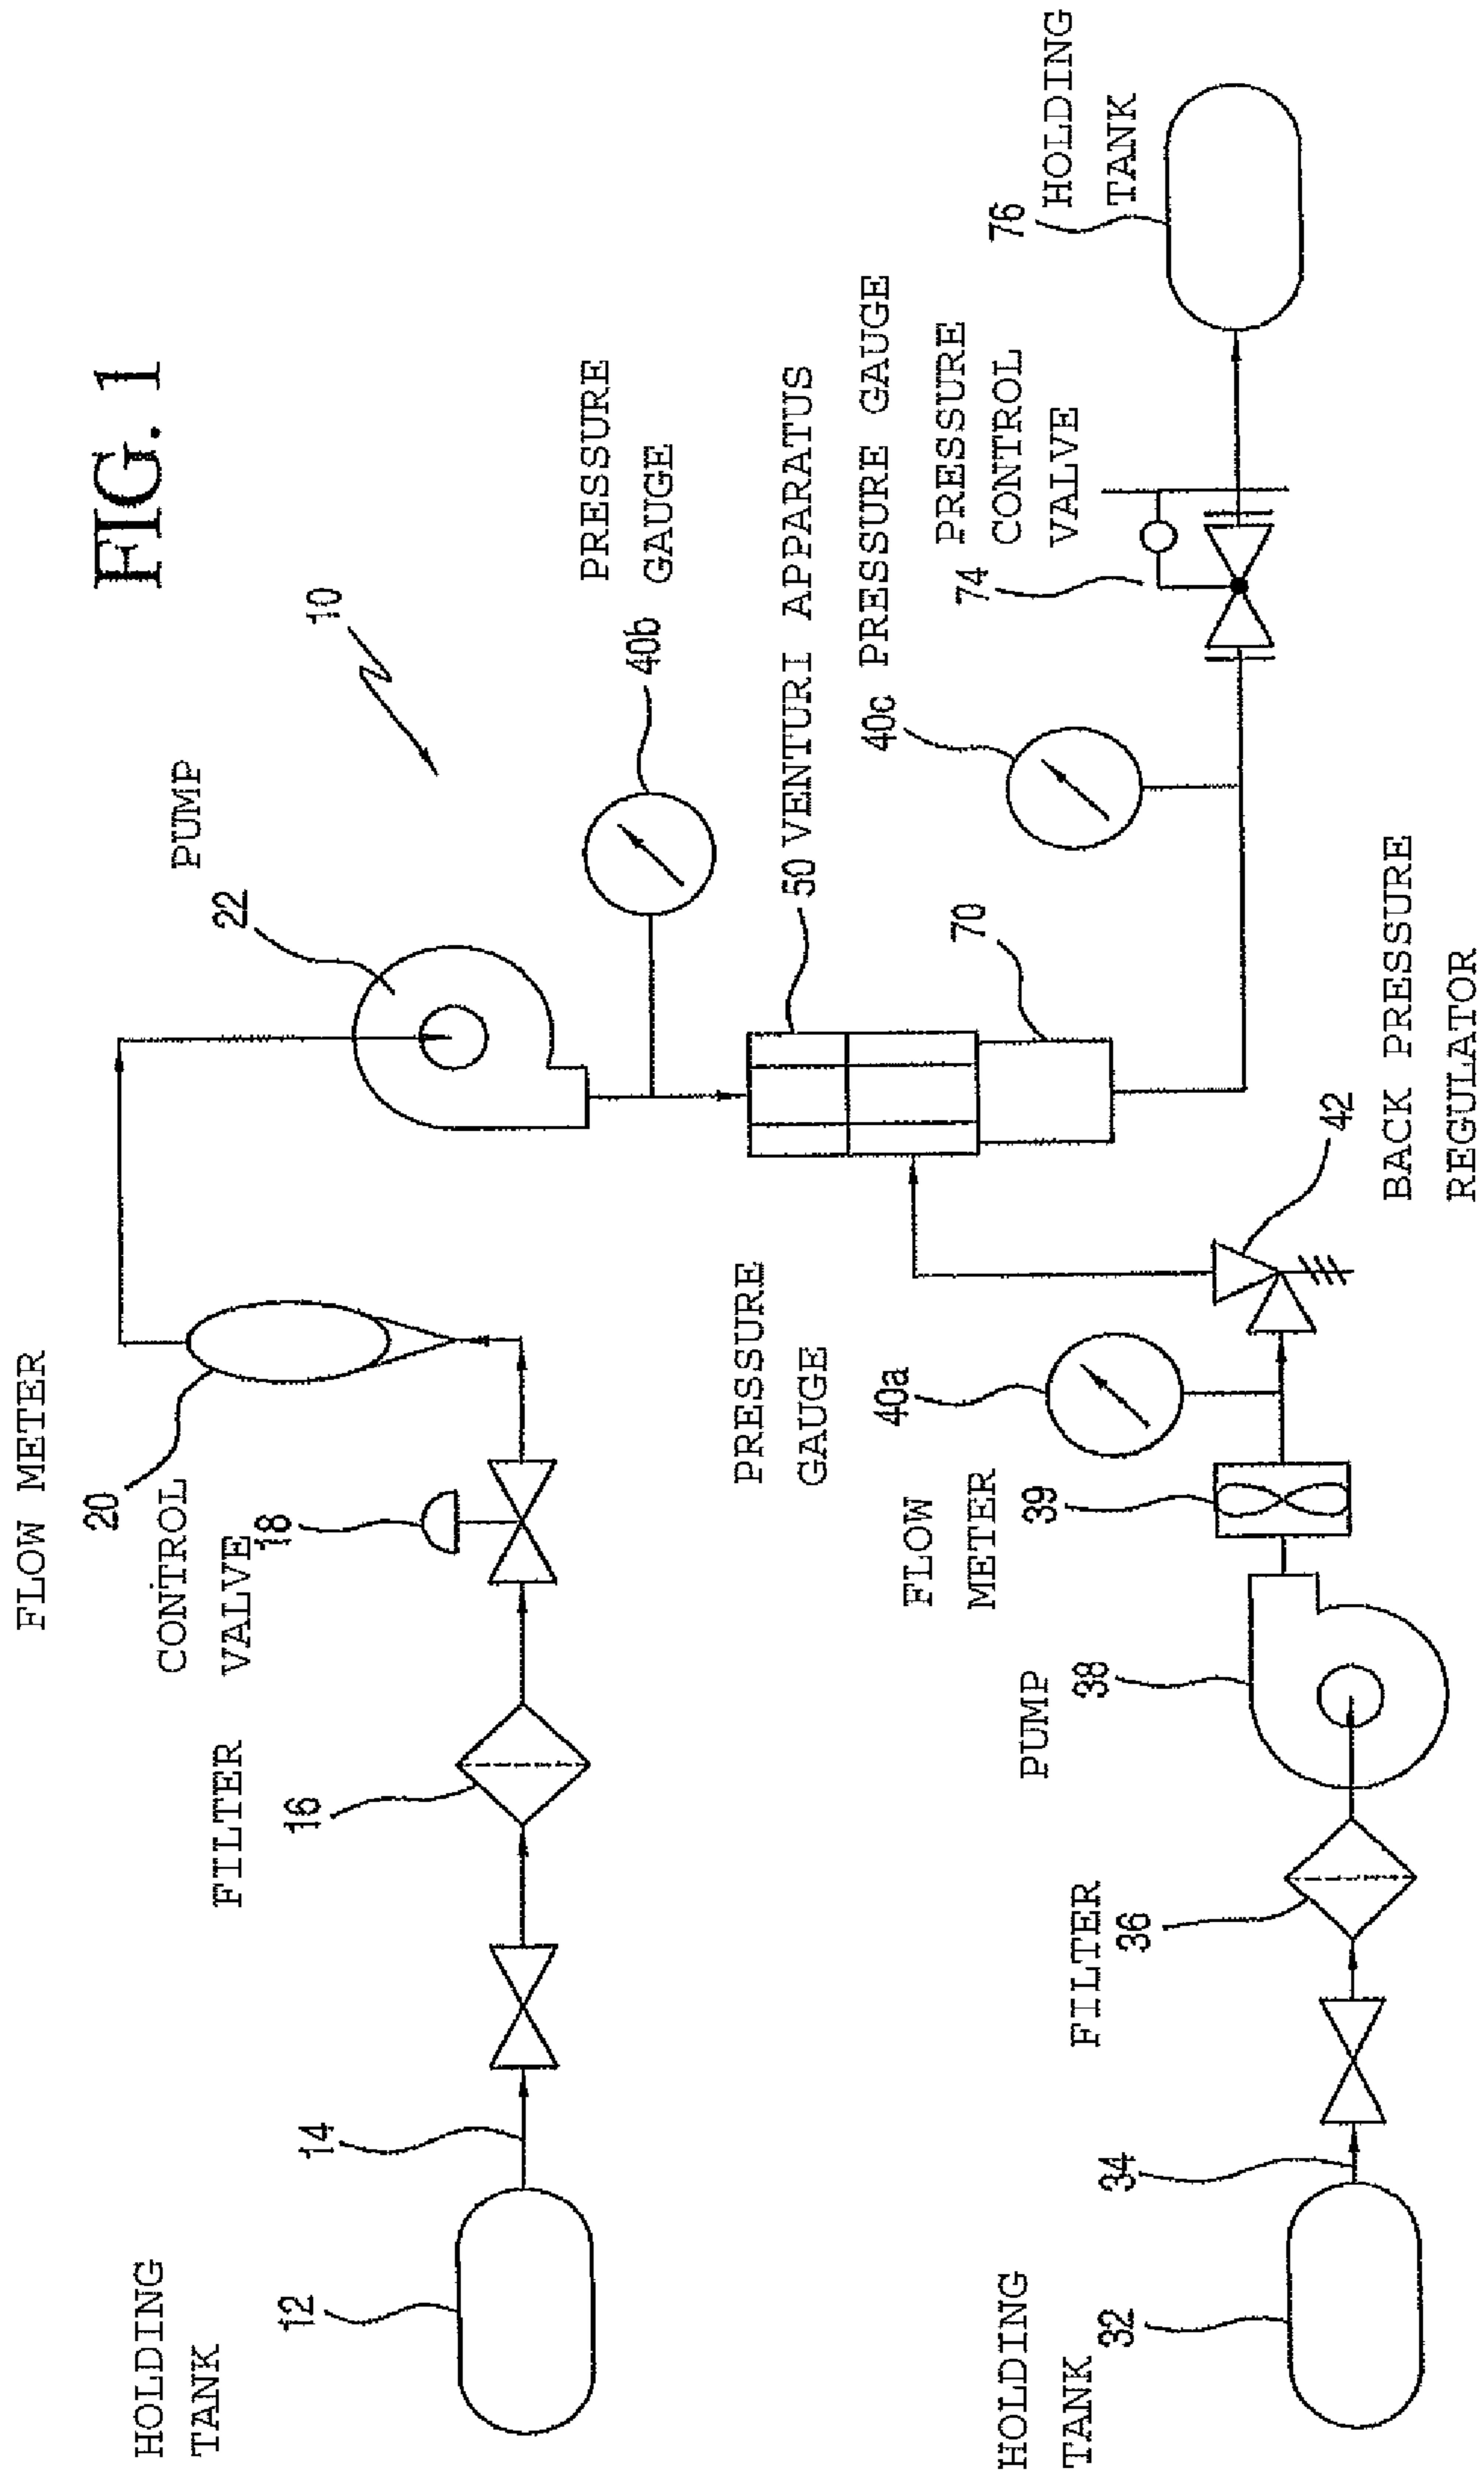 FIG. 1
10
HOLDING
TANK
12
14
FILTER
16
CONTROL
VALVE
18
FLOW METER
20
PUMP
22
PRESSURE
GAUGE
40b
50 VENTURI APPARATUS
70
40c PRESSURE GAUGE
PRESSURE
CONTROL
VALVE
74
HOLDING
TANK
76
HOLDING
TANK
32
34
FILTER
36
PUMP
38
FLOW
METER
39
PRESSURE
GAUGE
40a
42
BACK PRESSURE
REGULATOR